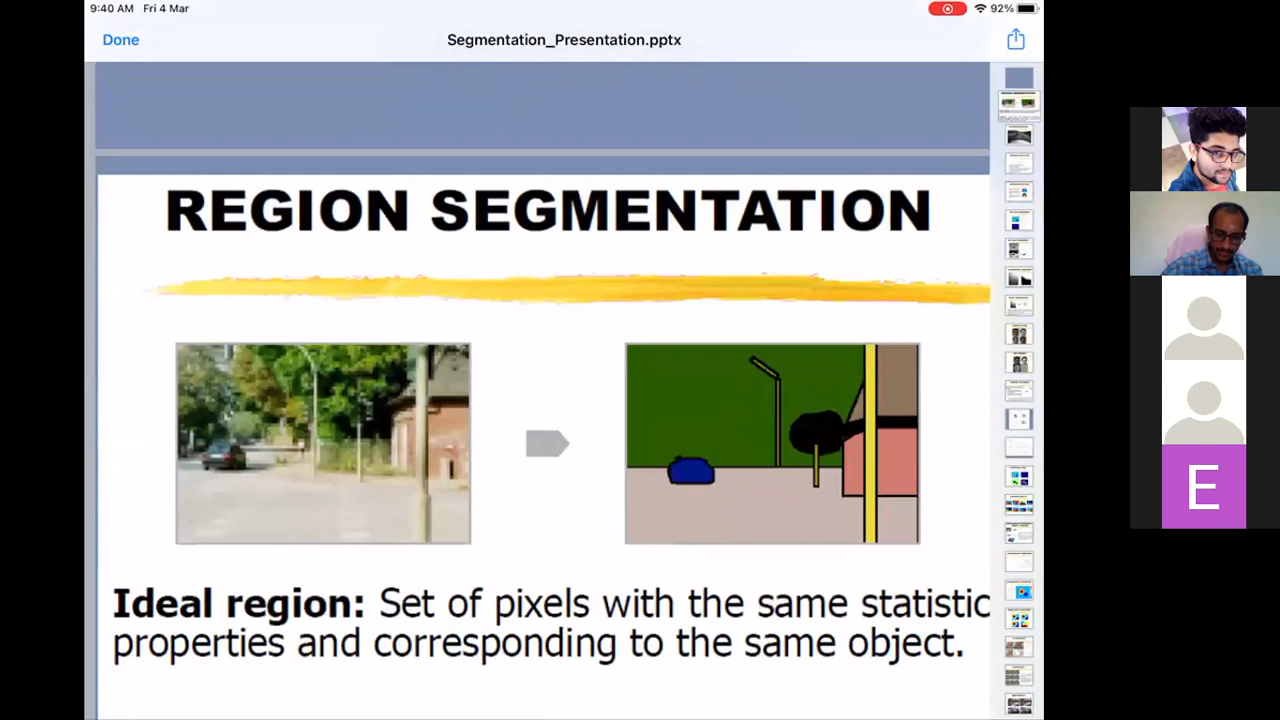 9:40 AM Fri 4 Mar
92%
Done
Segmentation_Presentation.pptx
REGION SEGMENTATION
Ideal region: Set of pixels with the same statistic
properties and corresponding to the same object.
E